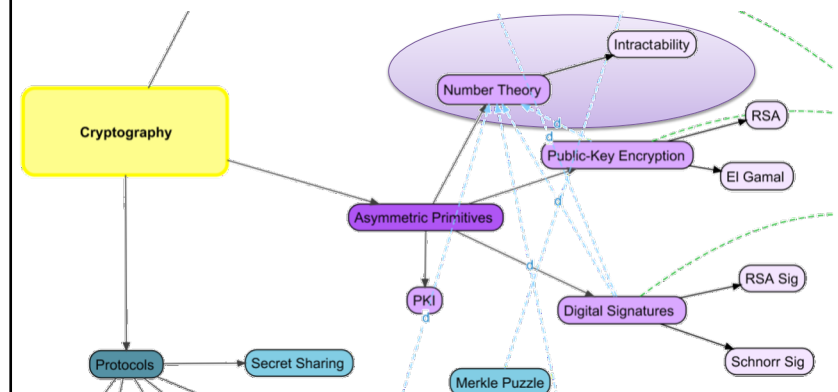 Intractability
Number Theory
RSA
Cryptography
d
d
Public-Key Encryption
El Gamal
d
Asymmetric Primitives
d
RSA Sig
PKI
Digital Signatures
d
Protocols
Secret Sharing
Schnorr Sig
Merkle Puzzle